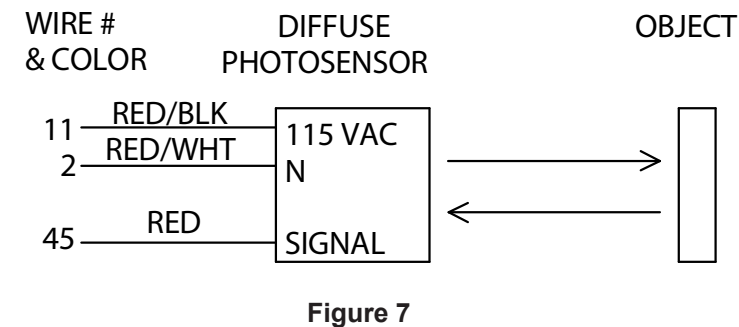 WIRE # DIFFUSE OBJECT
& COLOR PHOTOSENSOR
11 RED/BLK 115 VAC
2 RED/WHT N
45 RED SIGNAL
Figure 7